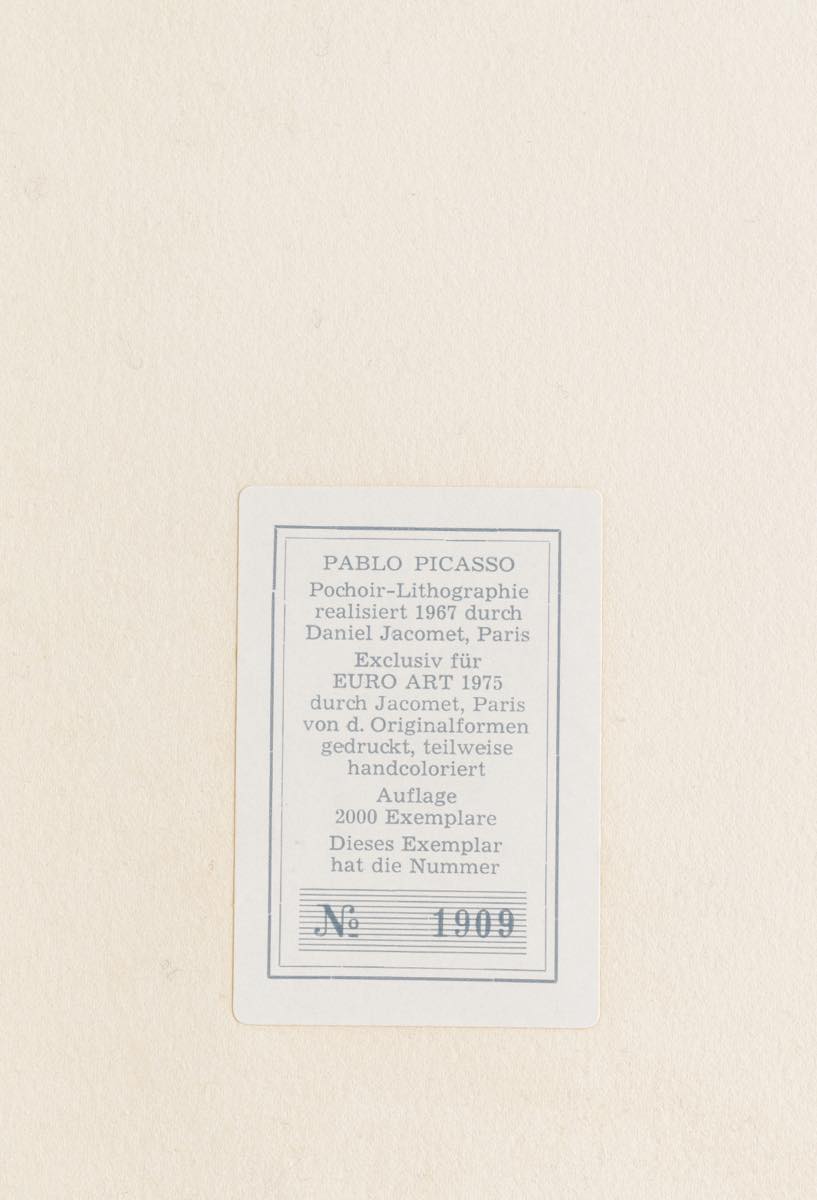 PABLO PICASSO
Pochoir-Lithographie
realisiert 1967 durch
Daniel Jacomet, Paris
Exclusiv für
EURO ART 1975
durch Jacomet, Paris
von d. Originalformen
gedruckt, teilweise
handcoloriert
Auflage
2000 Exemplare
Dieses Exemplar
hat die Nummer
№ 1909